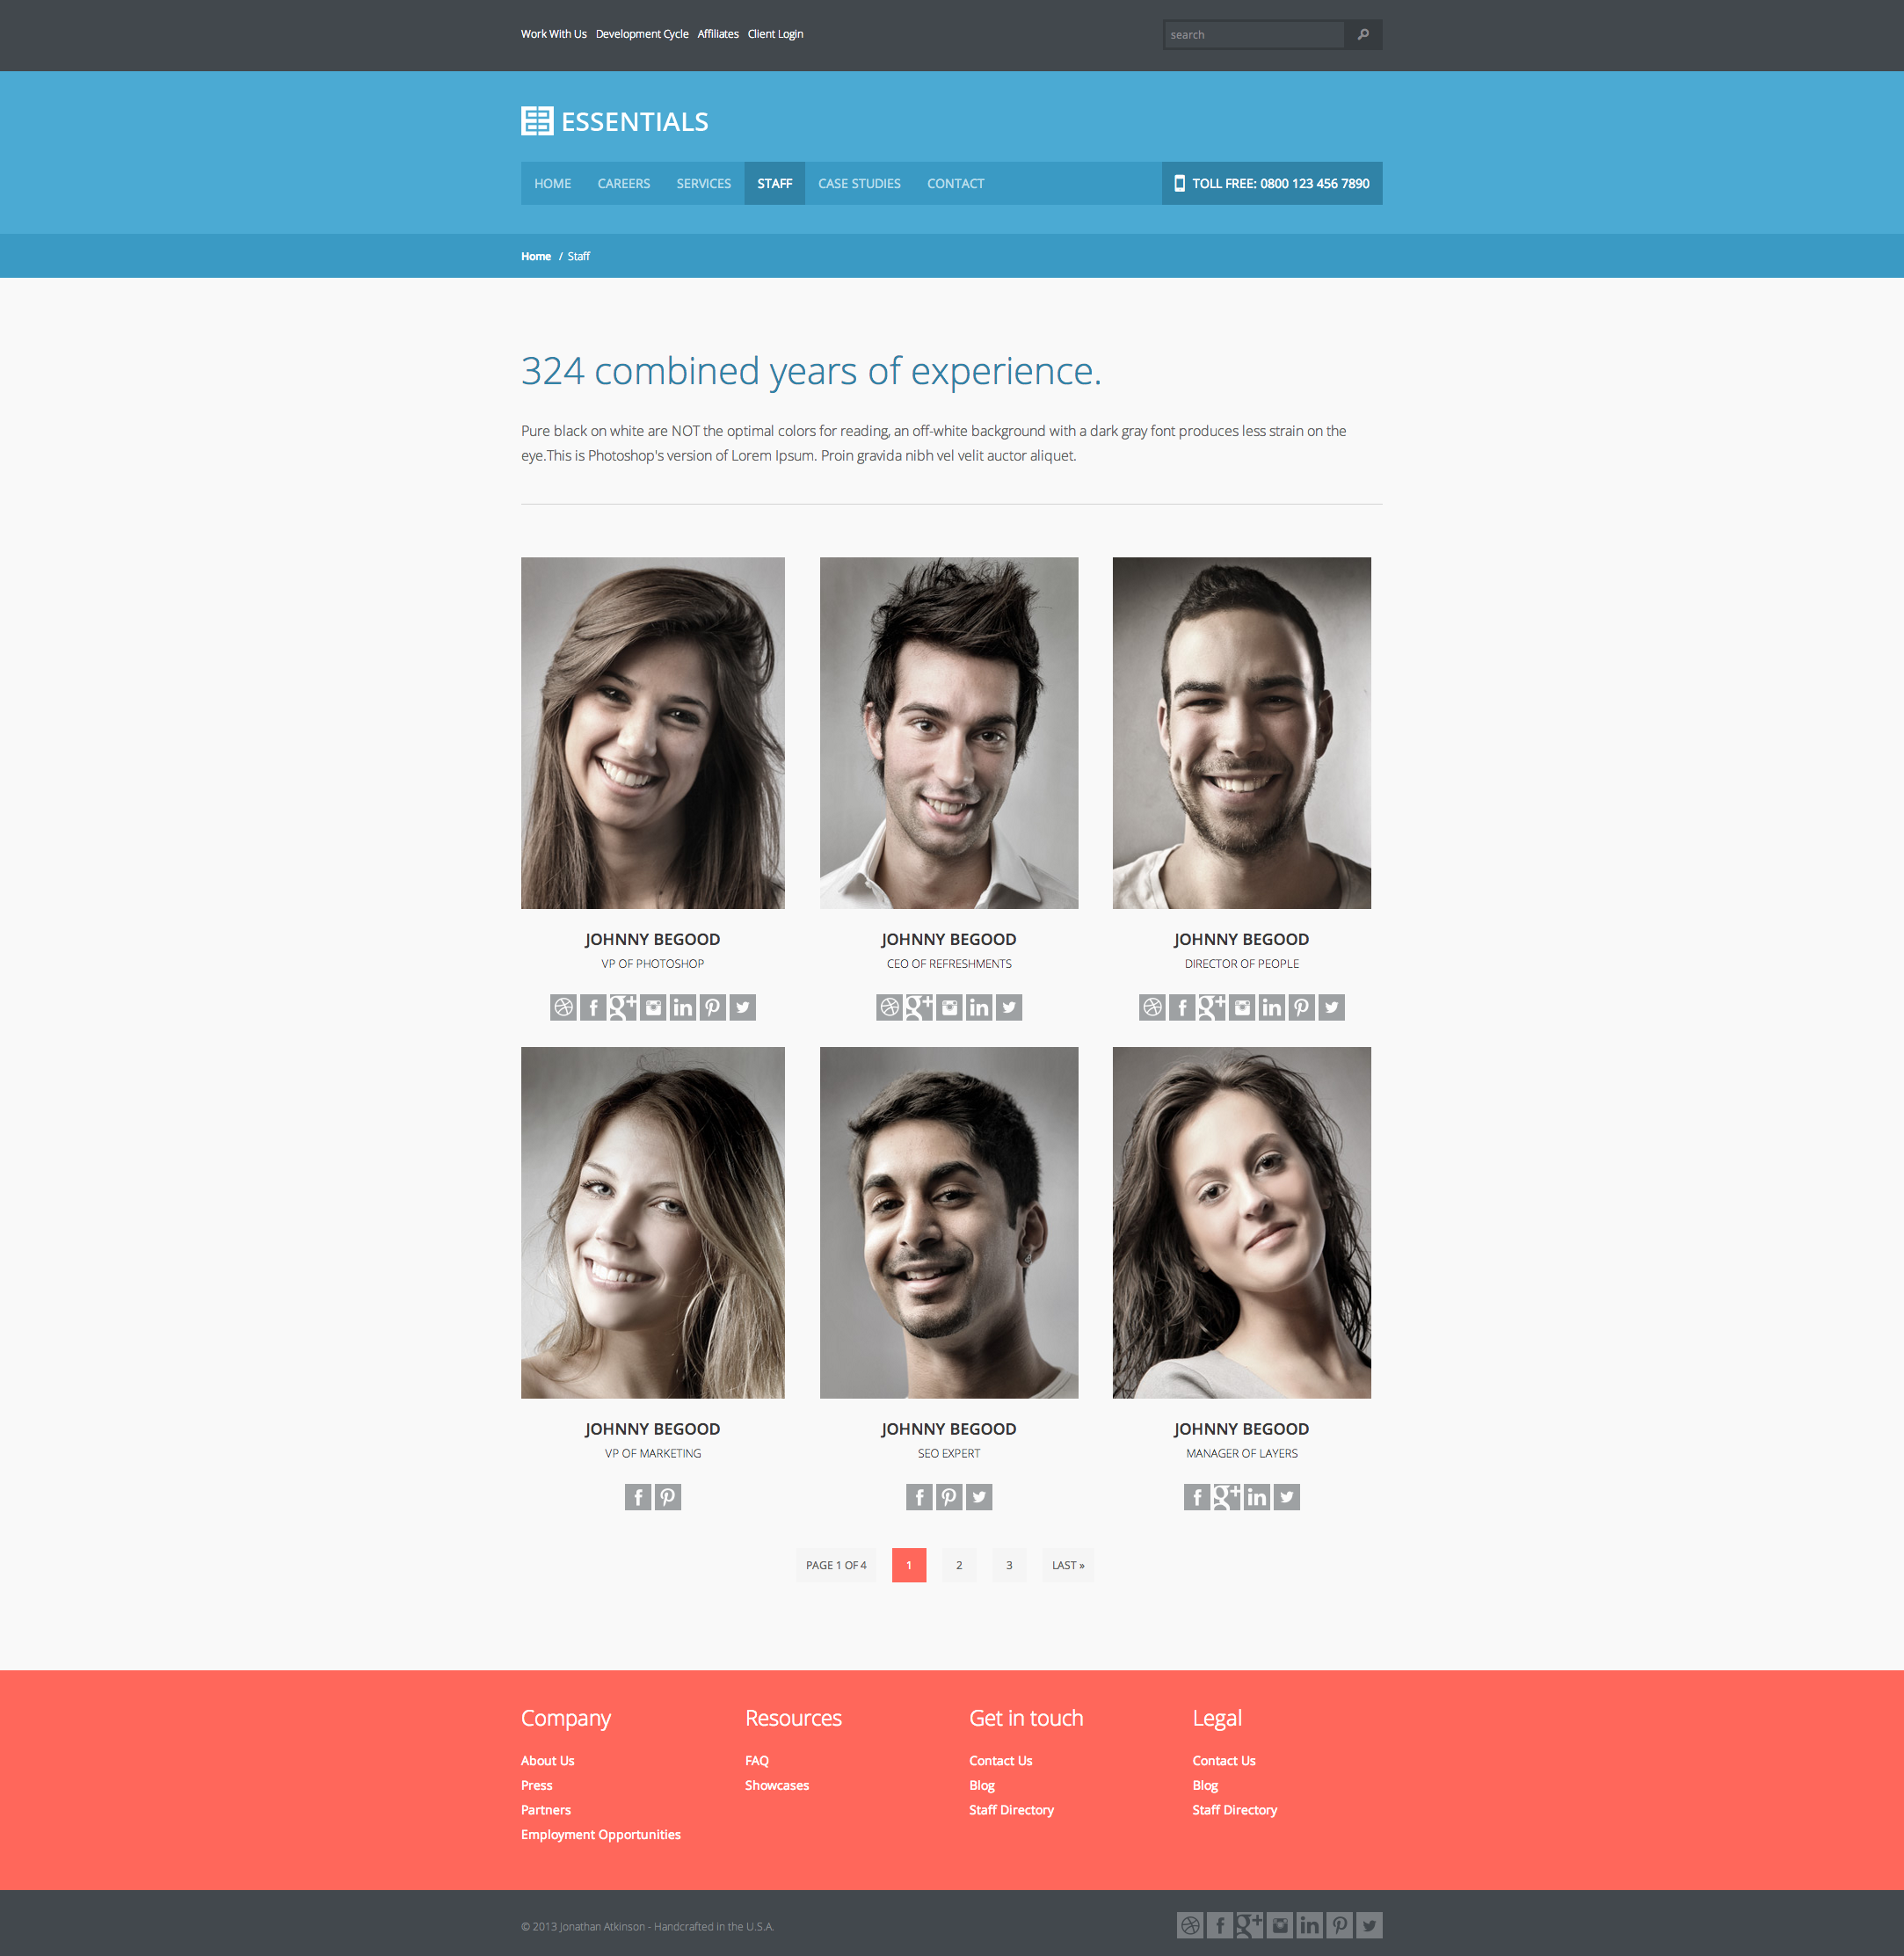 Work With Us Development Cycle Affiliates Client Login
search
ESSENTIALS
HOME CAREERS SERVICES STAFF CASE STUDIES CONTACT
TOLL FREE: 0800 123 456 7890
Home / Staff
324 combined years of experience.
Pure black on white are NOT the optimal colors for reading, an off-white background with a dark gray font produces less strain on the
eye.This is Photoshop's version of Lorem Ipsum. Proin gravida nibh vel velit auctor aliquet.
JOHNNY BEGOOD
VP OF PHOTOSHOP
JOHNNY BEGOOD
CEO OF REFRESHMENTS
JOHNNY BEGOOD
DIRECTOR OF PEOPLE
JOHNNY BEGOOD
VP OF MARKETING
JOHNNY BEGOOD
SEO EXPERT
JOHNNY BEGOOD
MANAGER OF LAYERS
PAGE 1 OF 4 1 2 3 LAST »
Company
About Us
Press
Partners
Employment Opportunities
Resources
FAQ
Showcases
Get in touch
Contact Us
Blog
Staff Directory
Legal
Contact Us
Blog
Staff Directory
© 2013 Jonathan Atkinson - Handcrafted in the U.S.A.